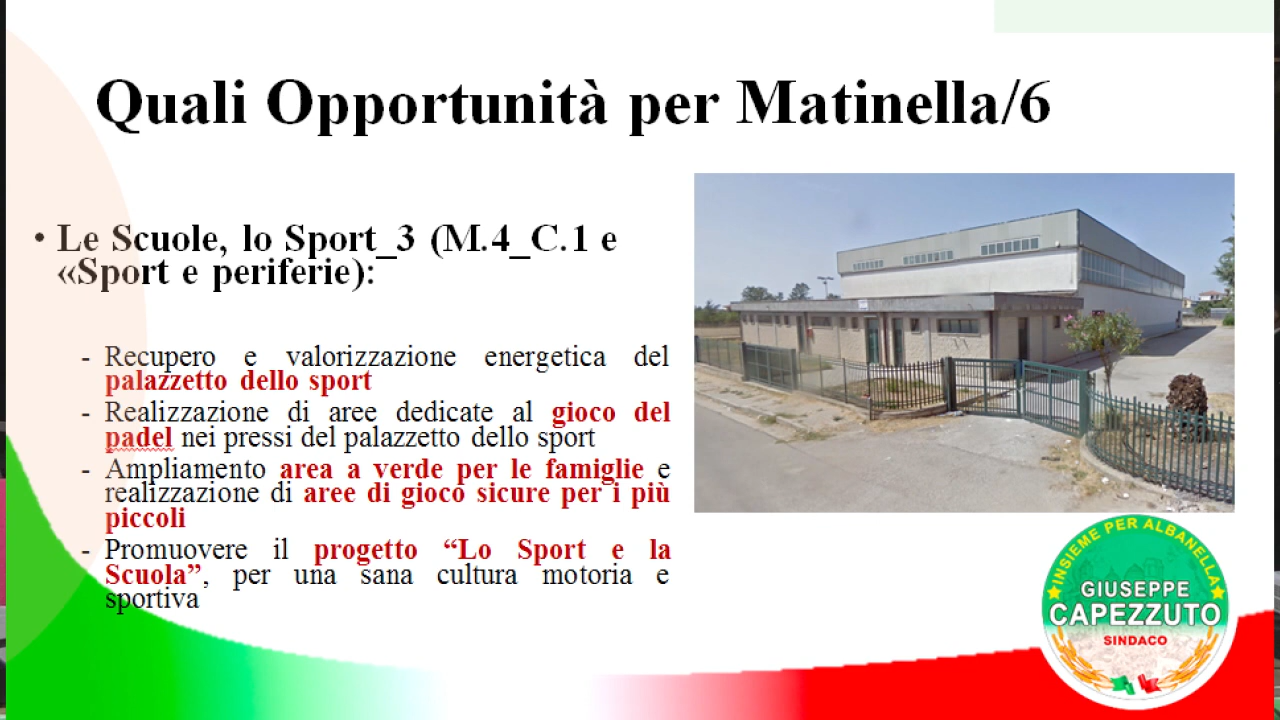 Quali Opportunità per Matinella/6
• Le Scuole, lo Sport_3 (M.4_C.1 e
«Sport e periferie):
- Recupero e valorizzazione energetica del
palazzetto dello sport
- Realizzazione di aree dedicate al gioco del
padel nei pressi del palazzetto dello sport
- Ampliamento area a verde per le famiglie e
realizzazione di aree di gioco sicure per i più
piccoli
- Promuovere il progetto “Lo Sport e la
Scuola”, per una sana cultura motoria e
sportiva
INSIEME PER ALBANELLA
GIUSEPPE
CAPEZZUTO
SINDACO